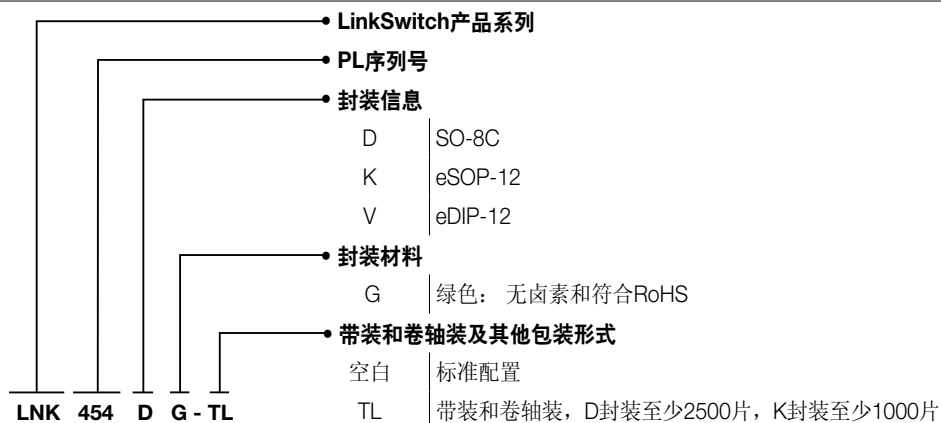 LinkSwitch产品系列
PL序列号
封装信息
D SO-8C
K eSOP-12
V eDIP-12
封装材料
G 绿色： 无卤素和符合RoHS
带装和卷轴装及其他包装形式
空白 标准配置
LNK 454 D G - TL TL 带装和卷轴装，D封装至少2500片，K封装至少1000片